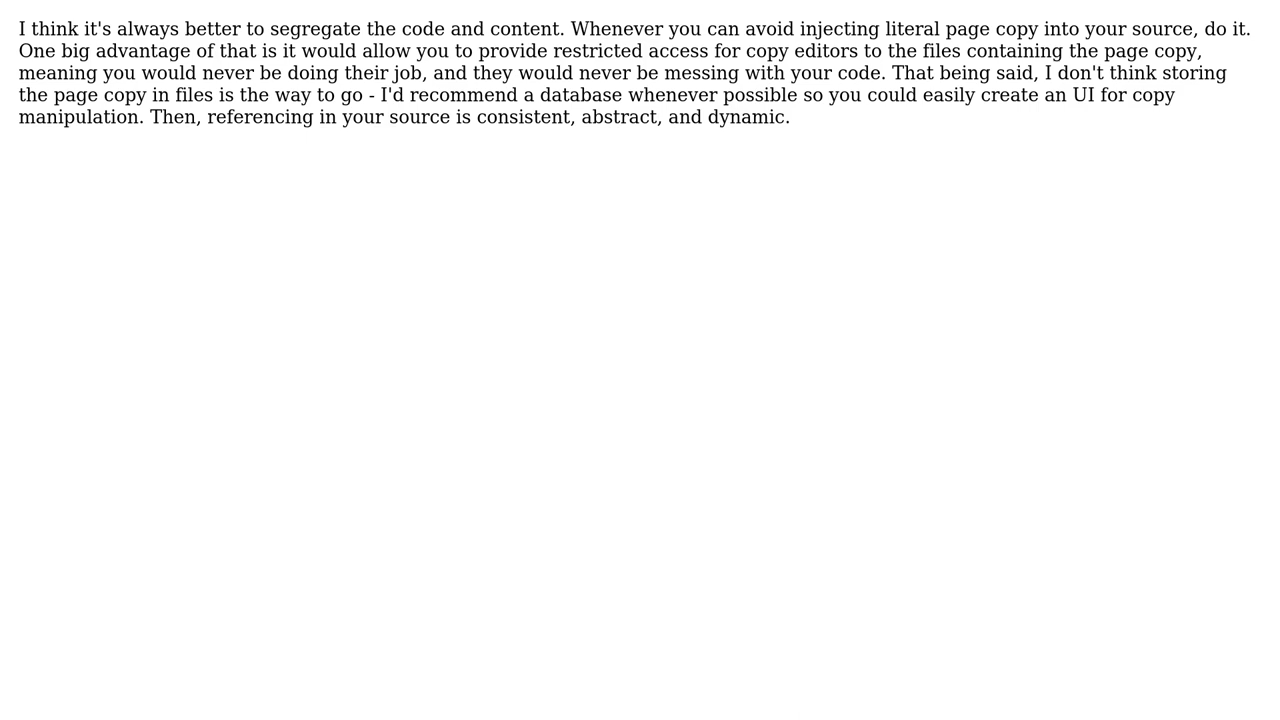 I think it's always better to segregate the code and content. Whenever you can avoid injecting literal page copy into your source, do it.
One big advantage of that is it would allow you to provide restricted access for copy editors to the files containing the page copy,
meaning you would never be doing their job, and they would never be messing with your code. That being said, I don't think storing
the page copy in files is the way to go - I'd recommend a database whenever possible so you could easily create an UI for copy
manipulation. Then, referencing in your source is consistent, abstract, and dynamic.